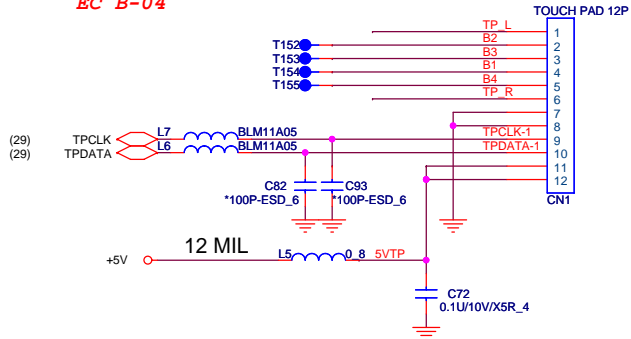 EC B-04
TOUCH PAD 12P
TP_L 1
T152 B2 2
T153 B3 3
T154 B1 4
T155 B4 5
TP_R 6
7
8
(29) TPCLK L7 BLM11A05 TPCLK-1 9
(29) TPDATA L6 BLM11A05 TPDATA-1 10
11
12
CN1
C82 C93
*100P-ESD_6 *100P-ESD_6
12 MIL
+5V L5 0_8 5VTP
C72
0.1U/10V/X5R_4